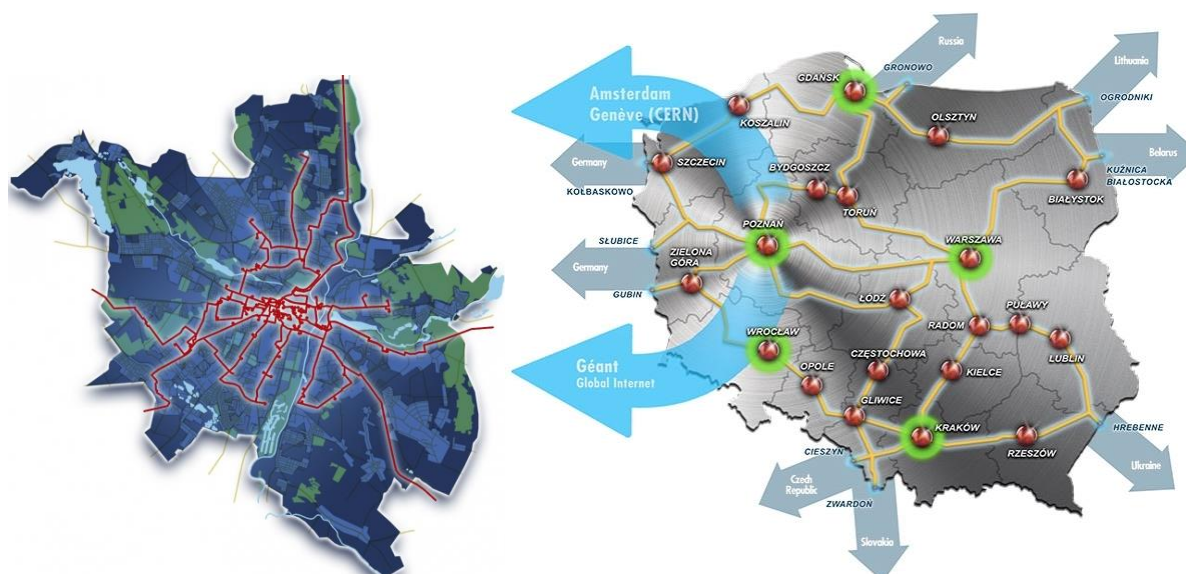 Russia
GRONOWO
GDAŃSK
Lithuania
Amsterdam
Genève (CERN)
OGRODNIKI
KOSZALIN
OLSZTYN
Germany
SZCZECIN
BYDGOSZCZ
Belarus
KUŹNICA
BIAŁOSTOCKA
KOŁBASKOWO
BIAŁYSTOK
TORUŃ
POZNAŃ
SŁUBICE
WARSZAWA
ZIELONA
GÓRA
Germany
GUBIN
ŁÓDŹ
PUŁAWY
RADOM
WROCŁAW
LUBLIN
Géant
Global Internet
CZĘSTOCHOWA
OPOLE
KIELCE
GLIWICE
KRAKÓW
HREBENNE
CIESZYN
RZESZÓW
Ukraine
Czech
Republic
ZWARDOŃ
Slovakia